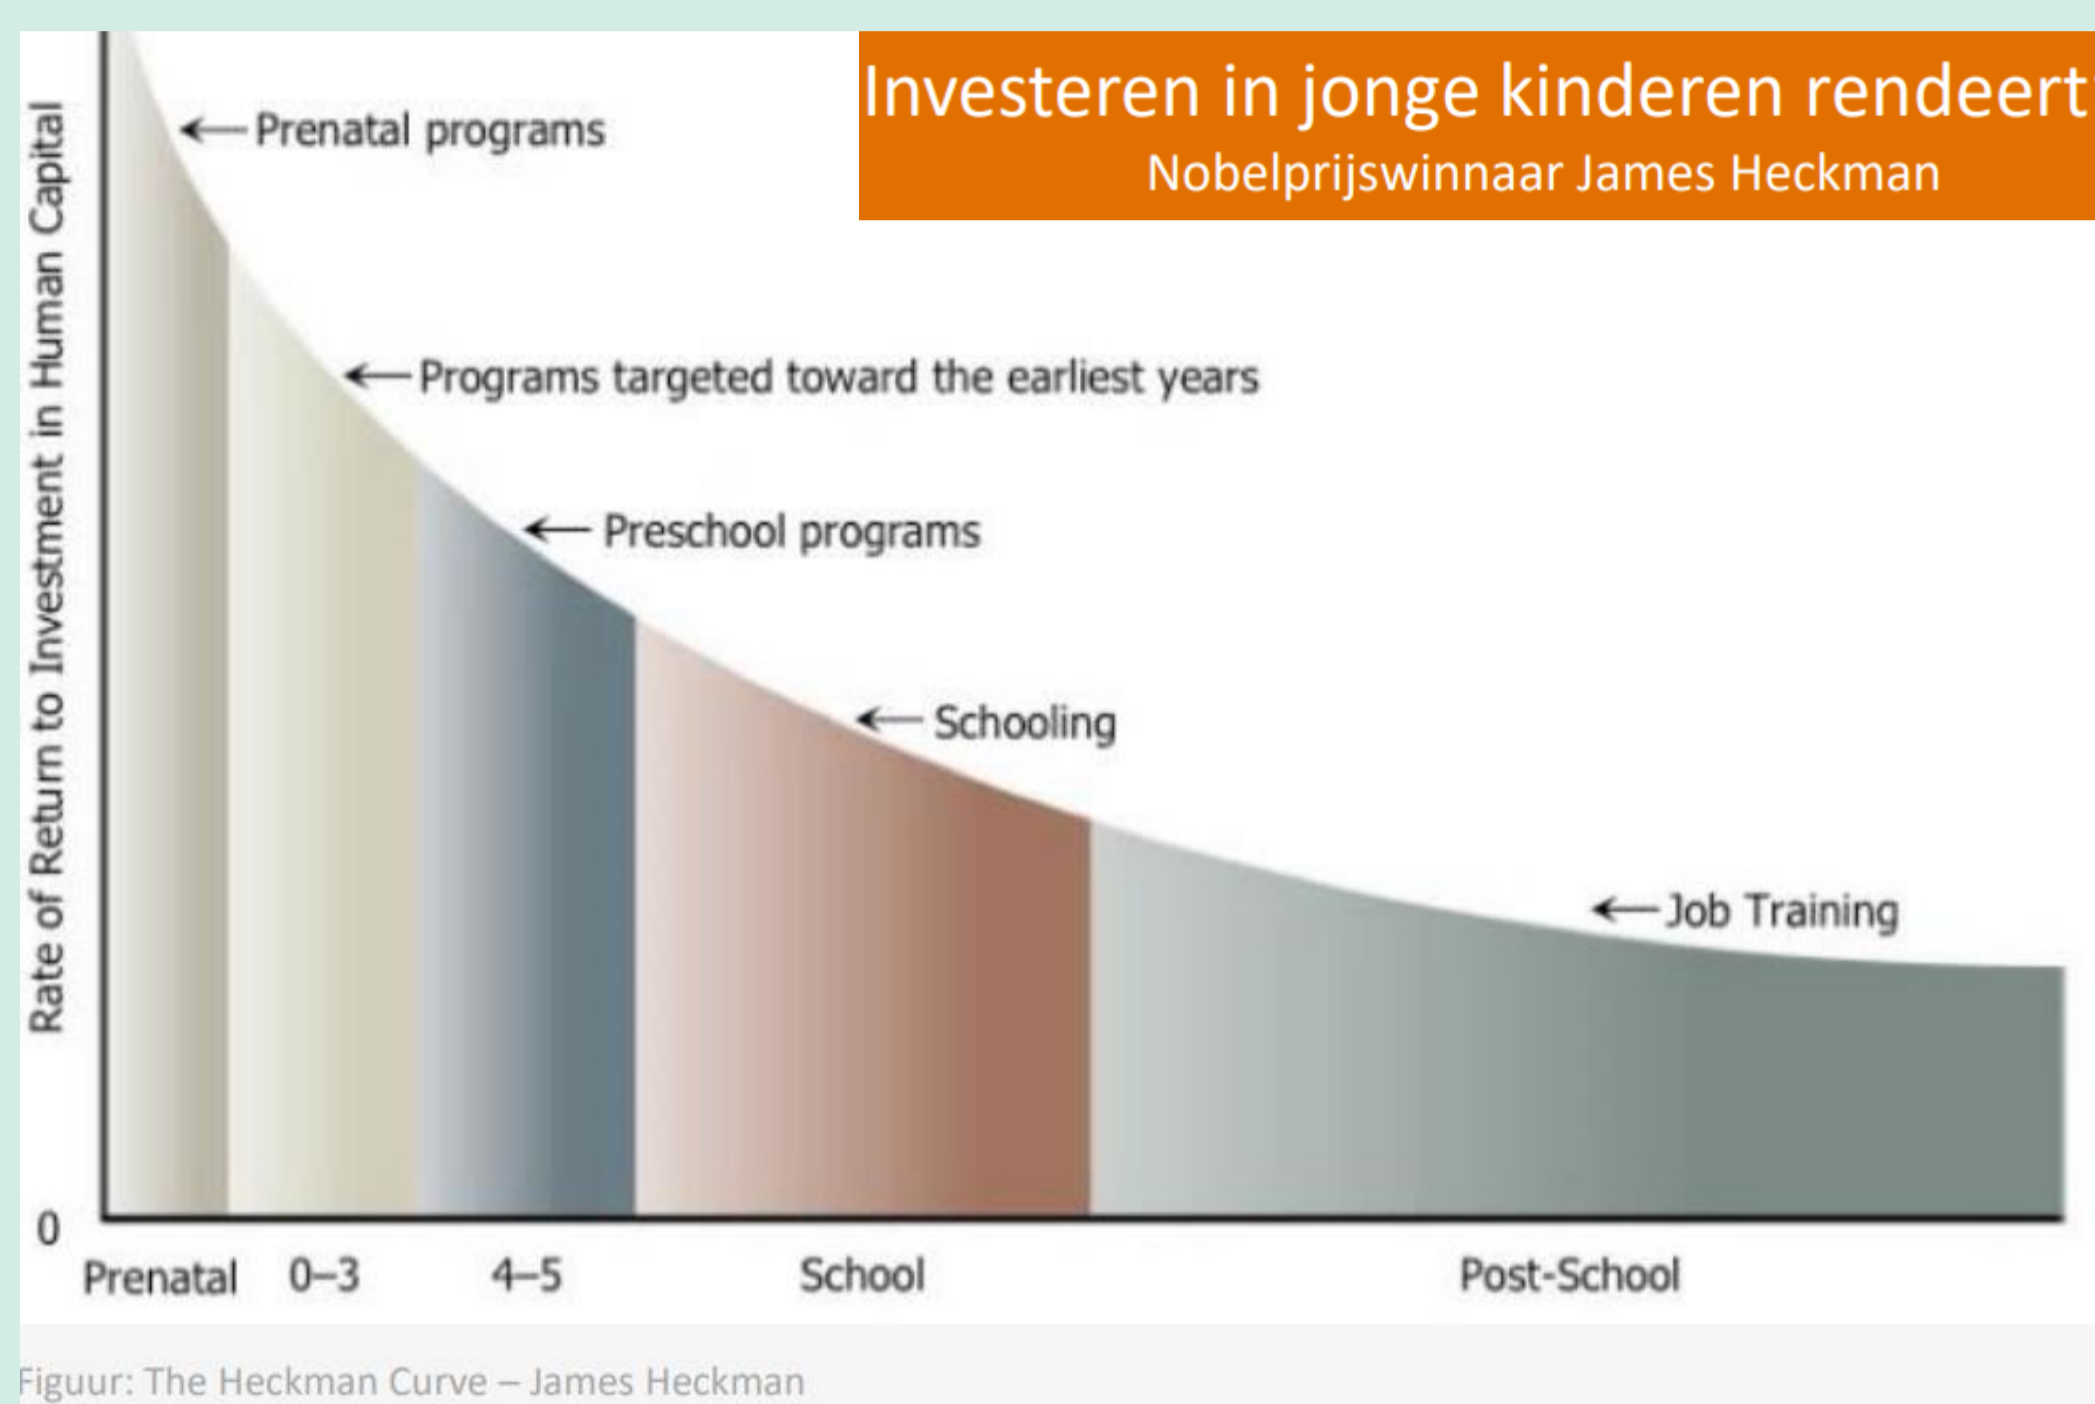 Investeren in jonge kinderen rendeert
Nobelprijswinnaar James Heckman
Rate of Return to Investment in Human Capital
Prenatal programs
Programs targeted toward the earliest years
Preschool programs
Schooling
Job Training
0
Prenatal 0–3 4–5 School Post-School
Figuur: The Heckman Curve – James Heckman